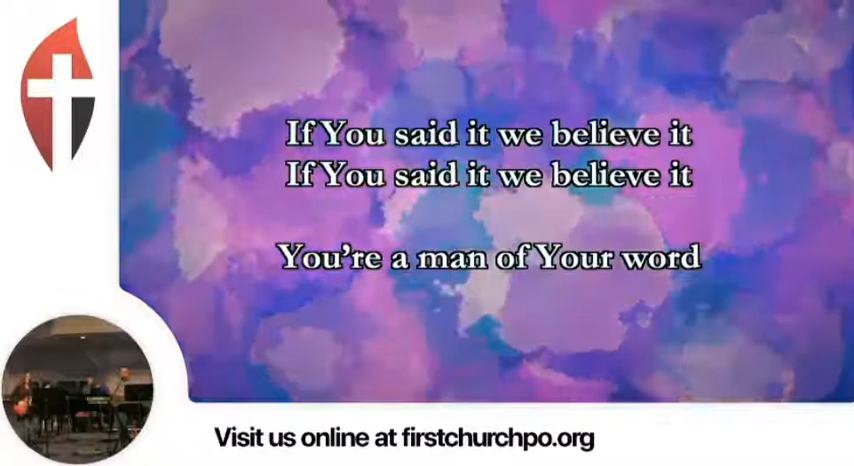 If You said it we believe it
If You said it we believe it
You're a man of Your word
Visit us online at firstchurchpo.org